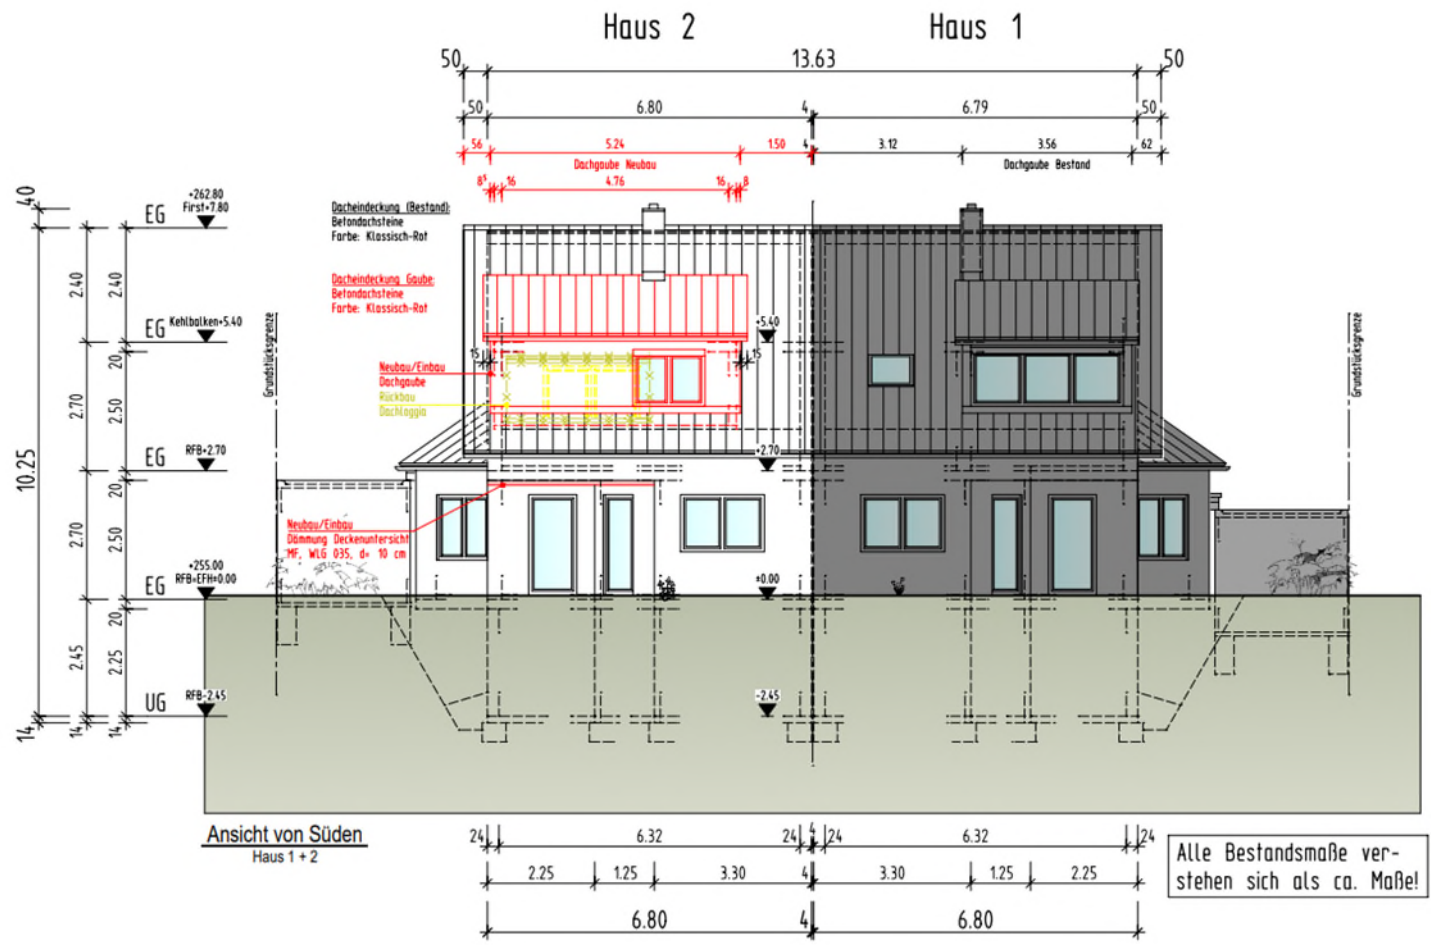 Haus 2 Haus 1
50 13.63 50
50 6.80 4 6.79 50
56 5.24 1.50 4 3.12 3.56 62
Dachgaube Neubau Dachgaube Bestand
8⁵ 16 4.76 16 8
40
+262.80
EG First+7.80
Dacheindeckung (Bestand):
Betondachsteine
Farbe: Klassisch-Rot
2.40 2.40
Dacheindeckung Gaube:
Betondachsteine
Farbe: Klassisch-Rot
EG Kehlbalken+5.40
+5.40
Grundstücksgrenze
Grundstücksgrenze
20
15 15
Neubau/Einbau
Dachgaube
Rückbau
Dachloggia
2.70 2.50
10.25
EG RFB+2.70
+2.70
20
2.70 2.50
Neubau/Einbau
Dämmung Deckenuntersicht
MF, WLG 035, d= 10 cm
+255.00
EG RFB=EFH=0.00
±0.00
20
2.45 2.25
UG RFB-2.45
-2.45
14 14 14
Ansicht von Süden
Haus 1 + 2
24 6.32 24 4 24 6.32 24
2.25 1.25 3.30 4 3.30 1.25 2.25
6.80 4 6.80
Alle Bestandsmaße ver-
stehen sich als ca. Maße!